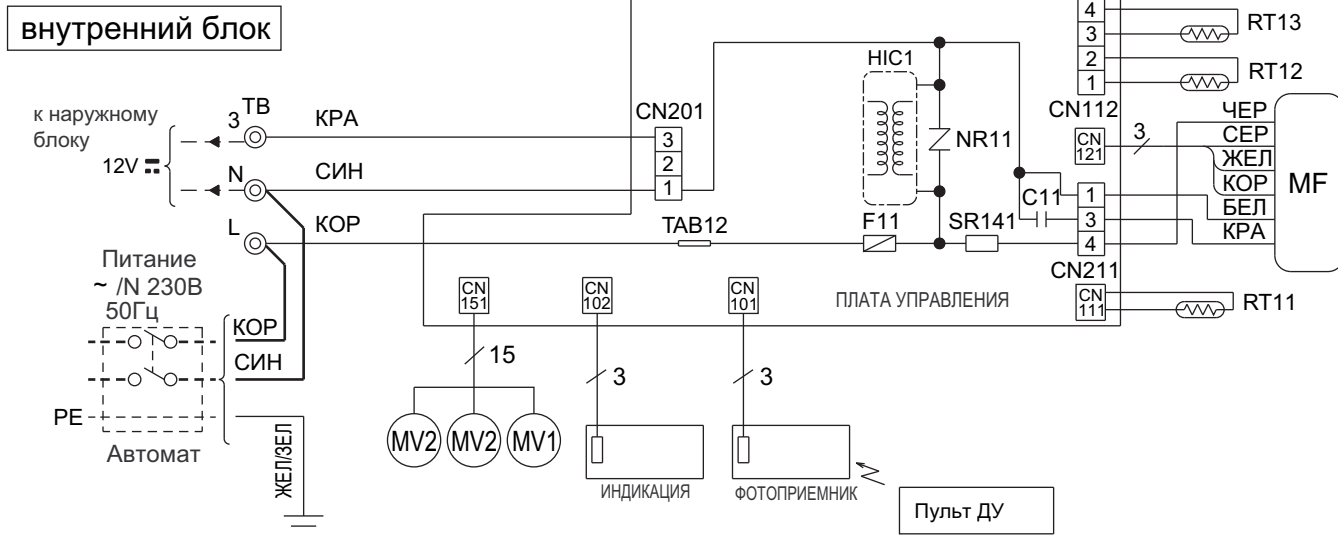 внутренний блок
4
3
RT13
2
1
RT12
CN112
HIC1
NR11
к наружному
блоку
12V
ТВ
3
N
L
КРА
СИН
КОР
CN201
3
2
1
CN
121
3
ЧЕР
СЕР
ЖЕЛ
КОР
БЕЛ
КРА
MF
C11
1
3
4
TAB12
F11
SR141
CN211
CN
111
RT11
ПЛАТА УПРАВЛЕНИЯ
Питание
~ /N 230В
50Гц
КОР
СИН
PE
Автомат
ЖЕЛ/ЗЕЛ
CN
151
CN
102
CN
101
15
3
3
MV2
MV2
MV1
ИНДИКАЦИЯ
ФОТОПРИЕМНИК
Пульт ДУ